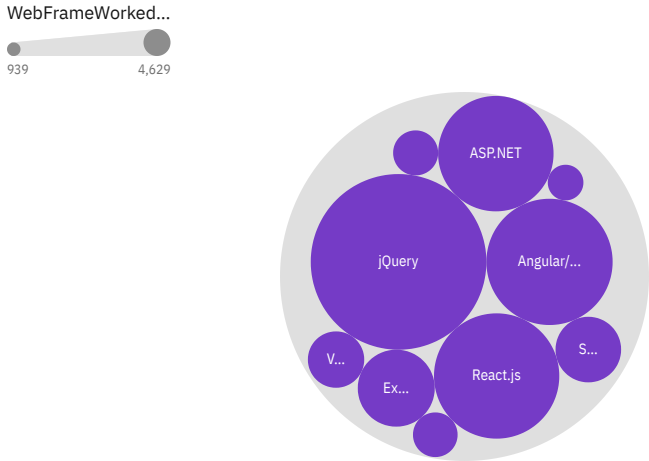 WebFrameWorked...
939 4,629
ASP.NET
jQuery
Angular/...
V...
Ex...
React.js
S...